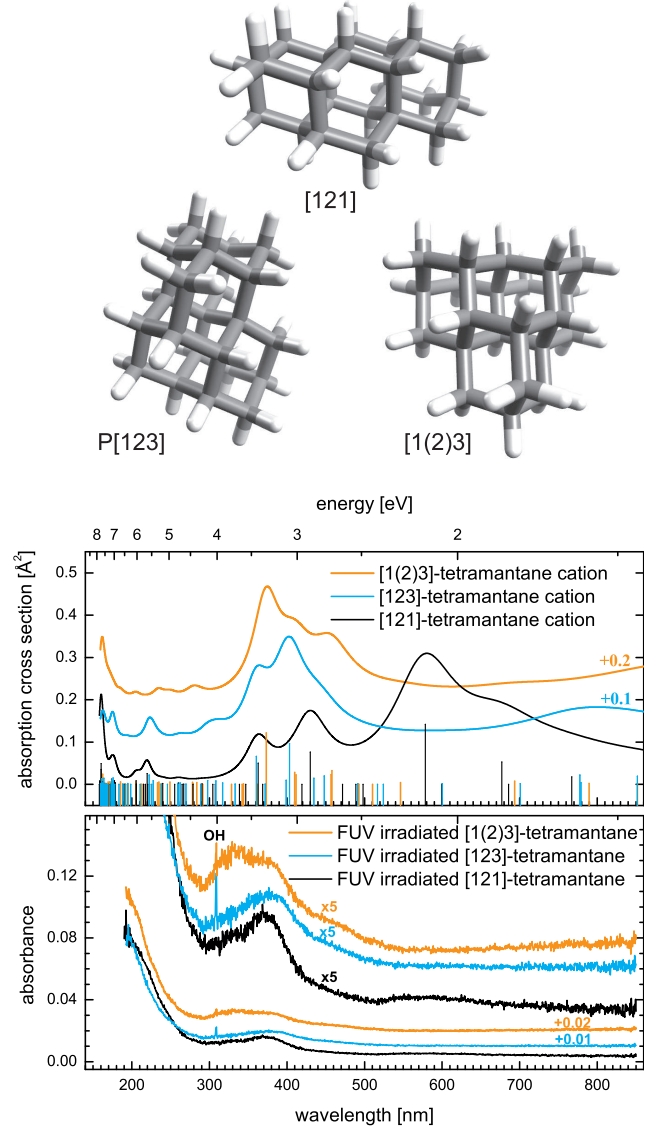 [121]
P[123]
[1(2)3]
energy [eV]
8 7 6 5 4 3 2
absorption cross section [Å²]
0.5
0.4
0.3
0.2
0.1
0.0
[1(2)3]-tetramantane cation
[123]-tetramantane cation
[121]-tetramantane cation
+0.2
+0.1
absorbance
0.12
0.08
0.04
0.00
OH
FUV irradiated [1(2)3]-tetramantane
FUV irradiated [123]-tetramantane
FUV irradiated [121]-tetramantane
x5
x5
x5
+0.02
+0.01
200 300 400 500 600 700 800
wavelength [nm]